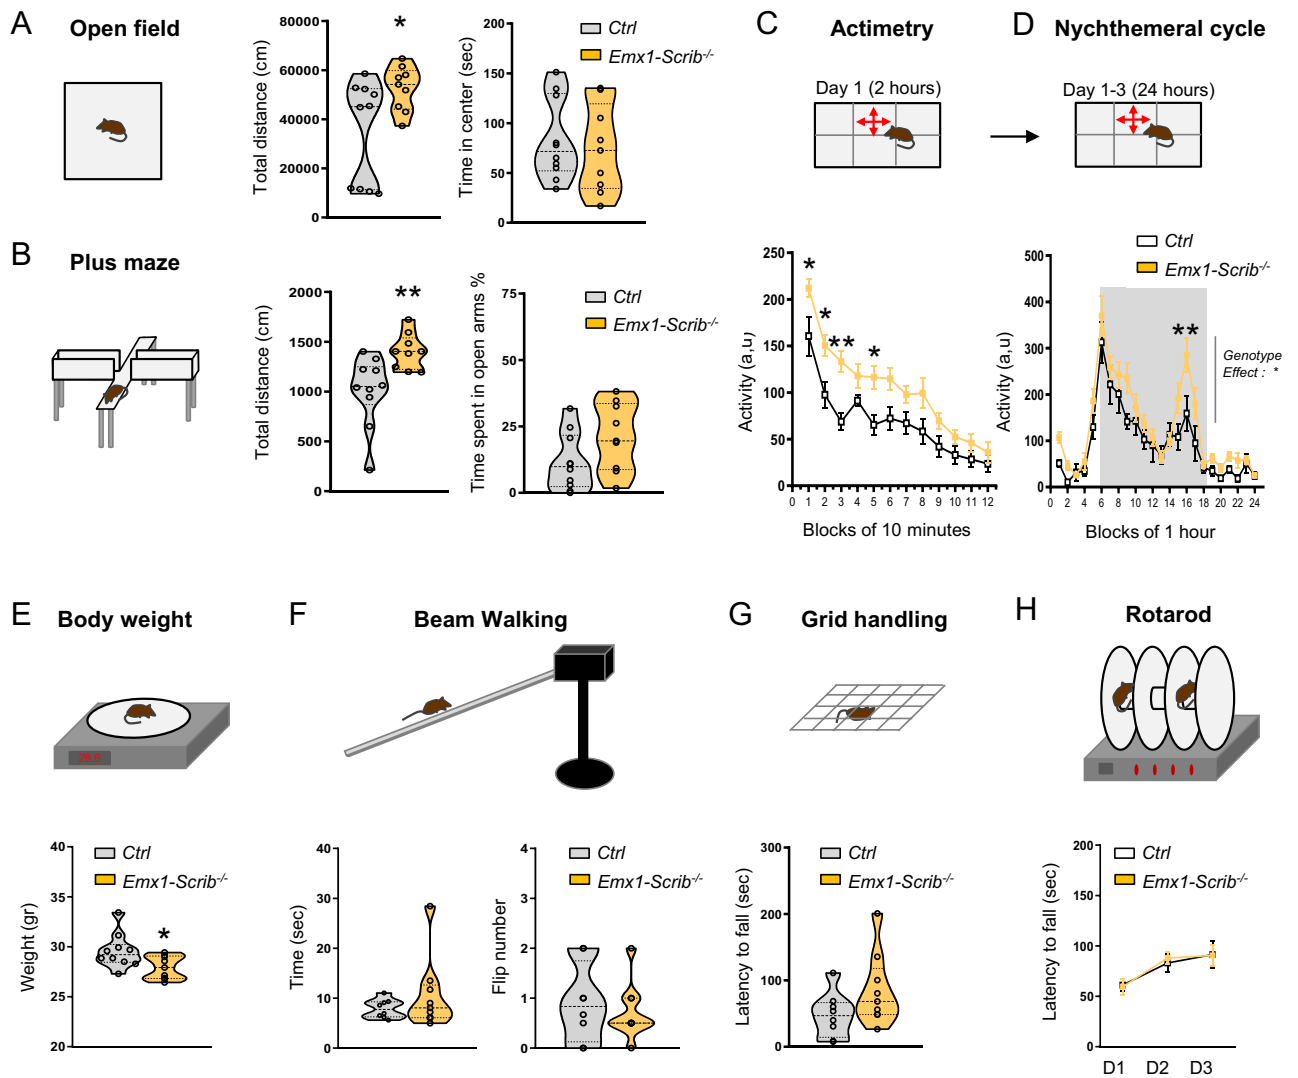 A
Open field
Total distance (cm)
80000
60000
40000
20000
0
*
Time in center (sec)
200
150
100
50
0
Ctrl
Emx1-Scrib-/-
C
Actimetry
Day 1 (2 hours)
D
Nychthemeral cycle
Day 1-3 (24 hours)
B
Plus maze
Total distance (cm)
2000
1500
1000
500
0
**
Time spent in open arms %
75
50
25
0
Ctrl
Emx1-Scrib-/-
Activity (a,u)
250
200
150
100
50
0
*
*
**
*
0 1 2 3 4 5 6 7 8 9 10 11 12
Blocks of 10 minutes
Ctrl
Emx1-Scrib-/-
Activity (a,u)
500
400
300
200
100
0
**
Genotype
Effect : *
0 2 4 6 8 10 12 14 16 18 20 22 24
Blocks of 1 hour
E
Body weight
Weight (gr)
40
35
30
25
20
Ctrl
Emx1-Scrib-/-
*
F
Beam Walking
Time (sec)
40
30
20
10
0
Flip number
4
3
2
1
0
Ctrl
Emx1-Scrib-/-
G
Grid handling
Latency to fall (sec)
300
200
100
0
Ctrl
Emx1-Scrib-/-
H
Rotarod
Latency to fall (sec)
200
150
100
50
0
Ctrl
Emx1-Scrib-/-
D1 D2 D3